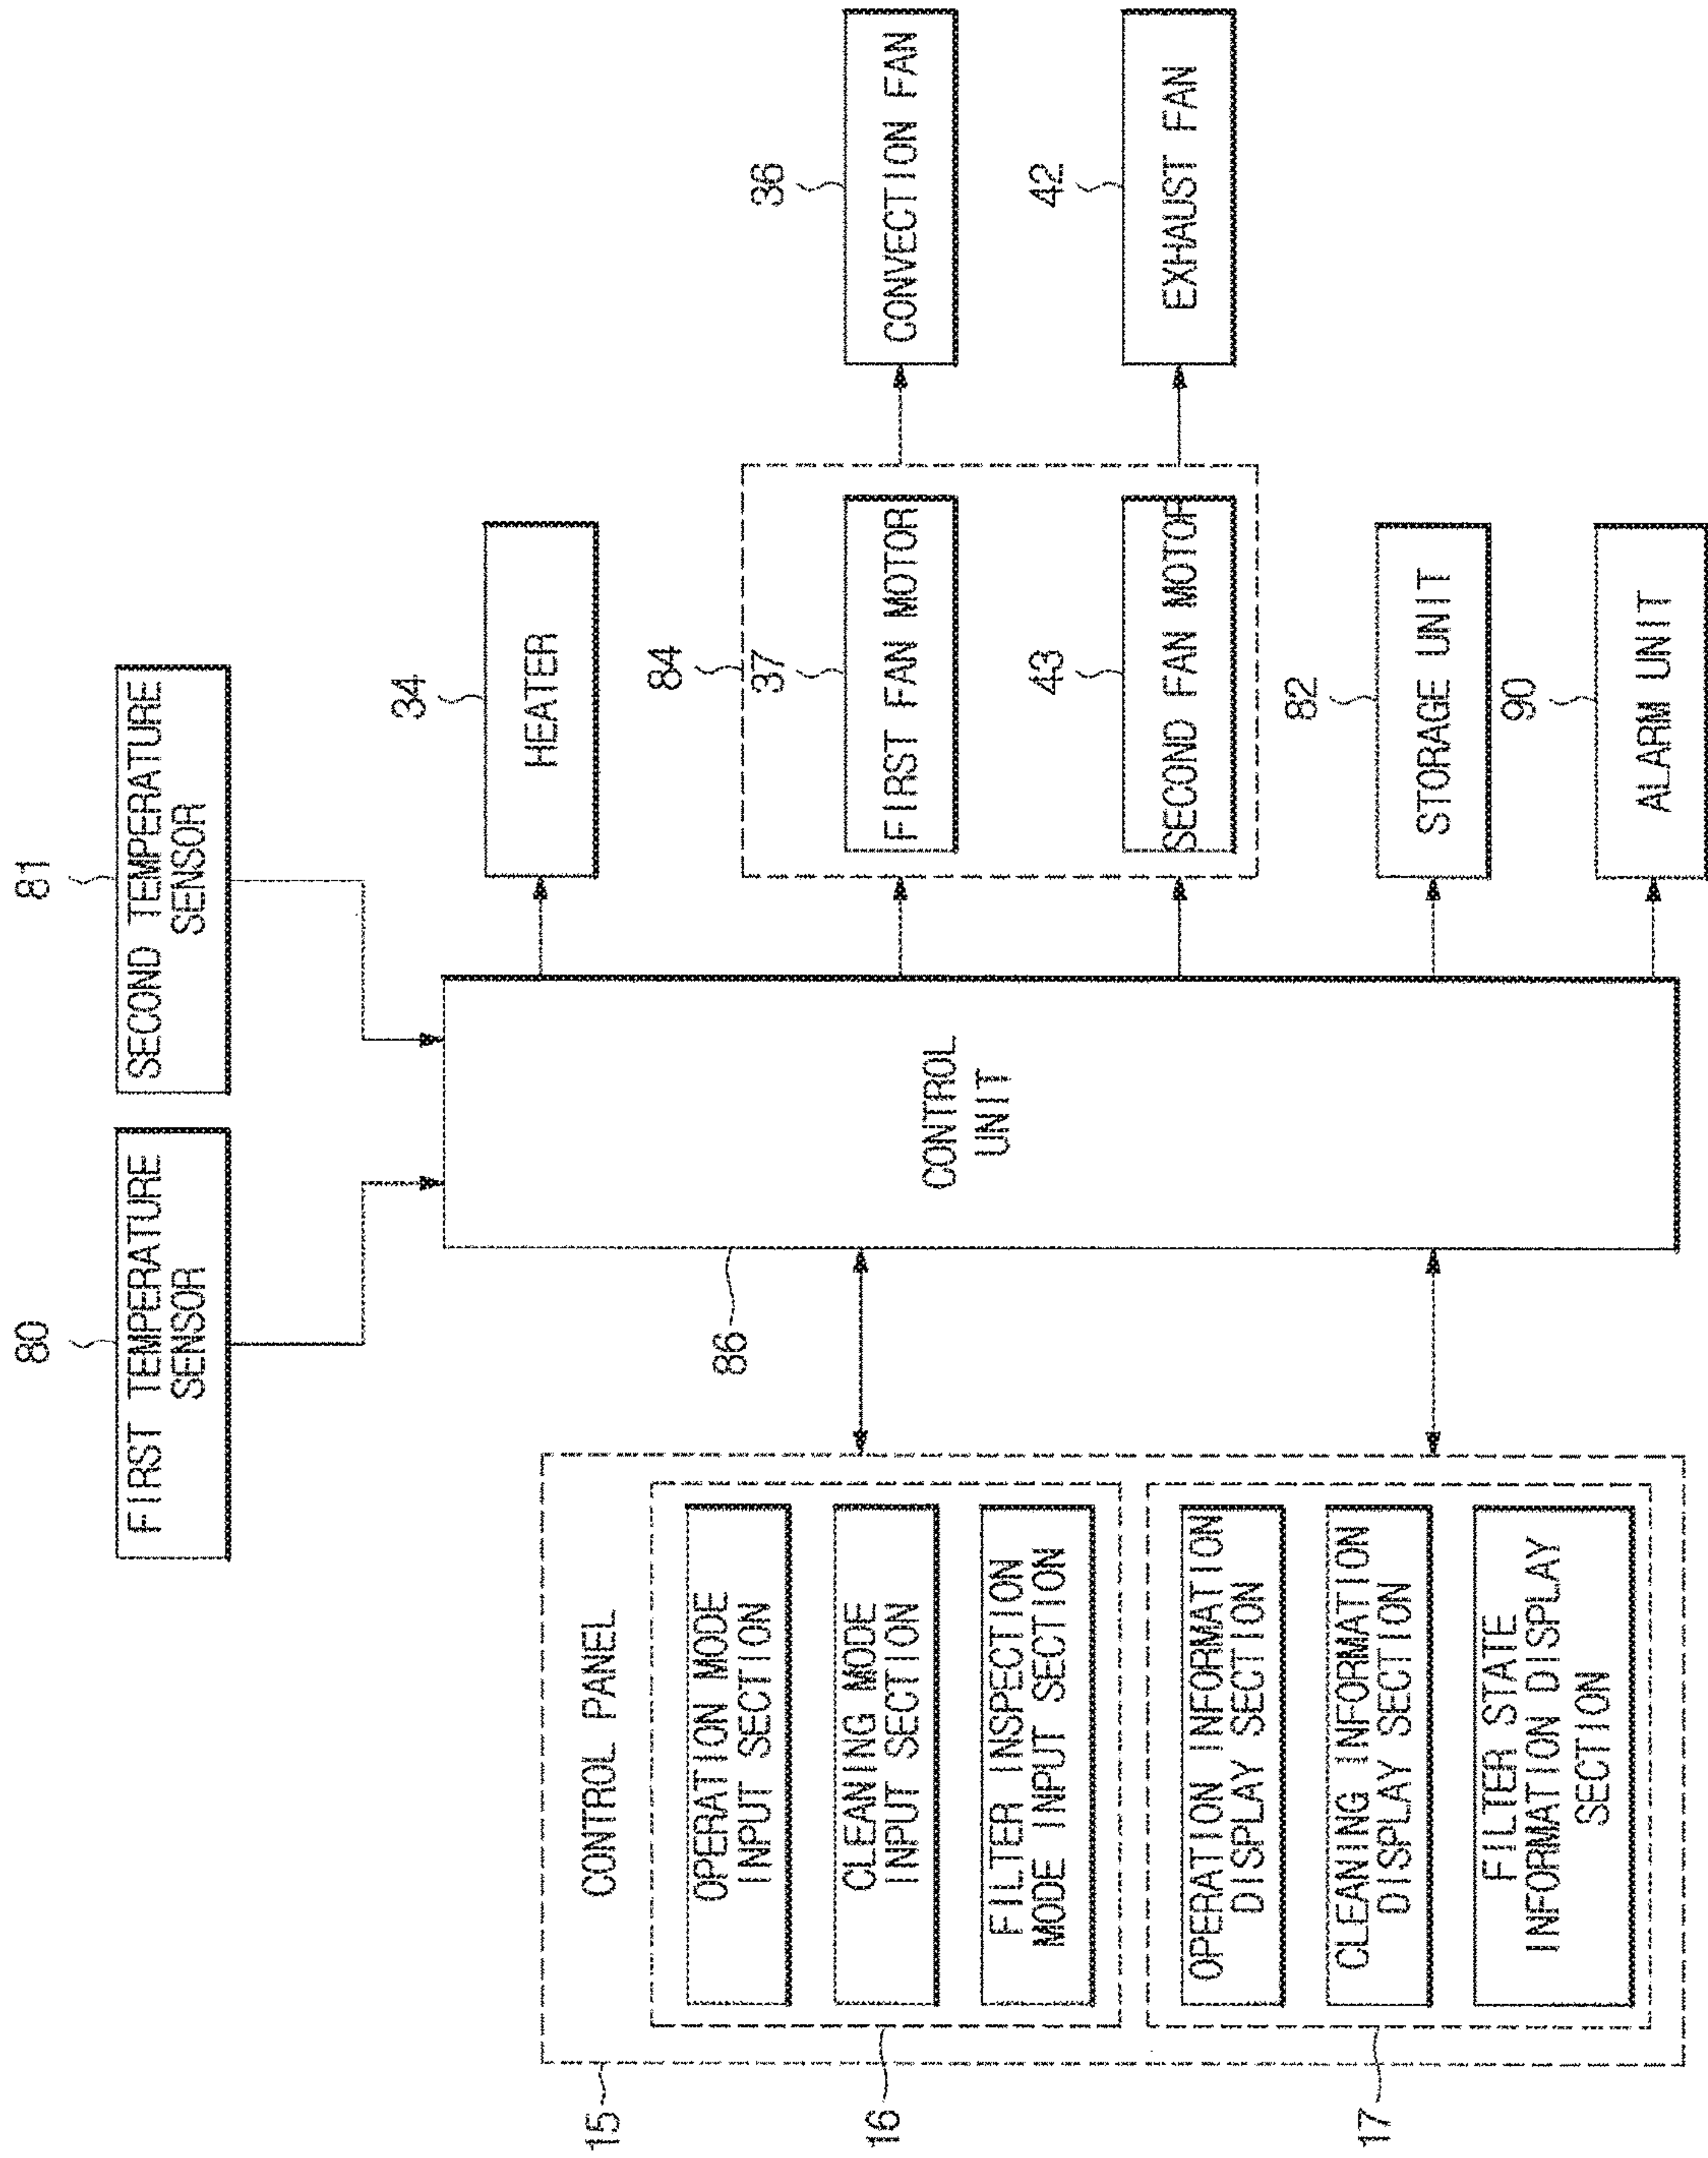 80
FIRST TEMPERATURE
SENSOR
81
SECOND TEMPERATURE
SENSOR
15
CONTROL PANEL
16
OPERATION MODE
INPUT SECTION
CLEANING MODE
INPUT SECTION
FILTER INSPECTION
MODE INPUT SECTION
17
OPERATION INFORMATION
DISPLAY SECTION
CLEANING INFORMATION
DISPLAY SECTION
FILTER STATE
INFORMATION DISPLAY
SECTION
86
CONTROL
UNIT
34
HEATER
84
37
FIRST FAN MOTOR
43
SECOND FAN MOTOR
82
STORAGE UNIT
90
ALARM UNIT
36
CONVECTION FAN
42
EXHAUST FAN